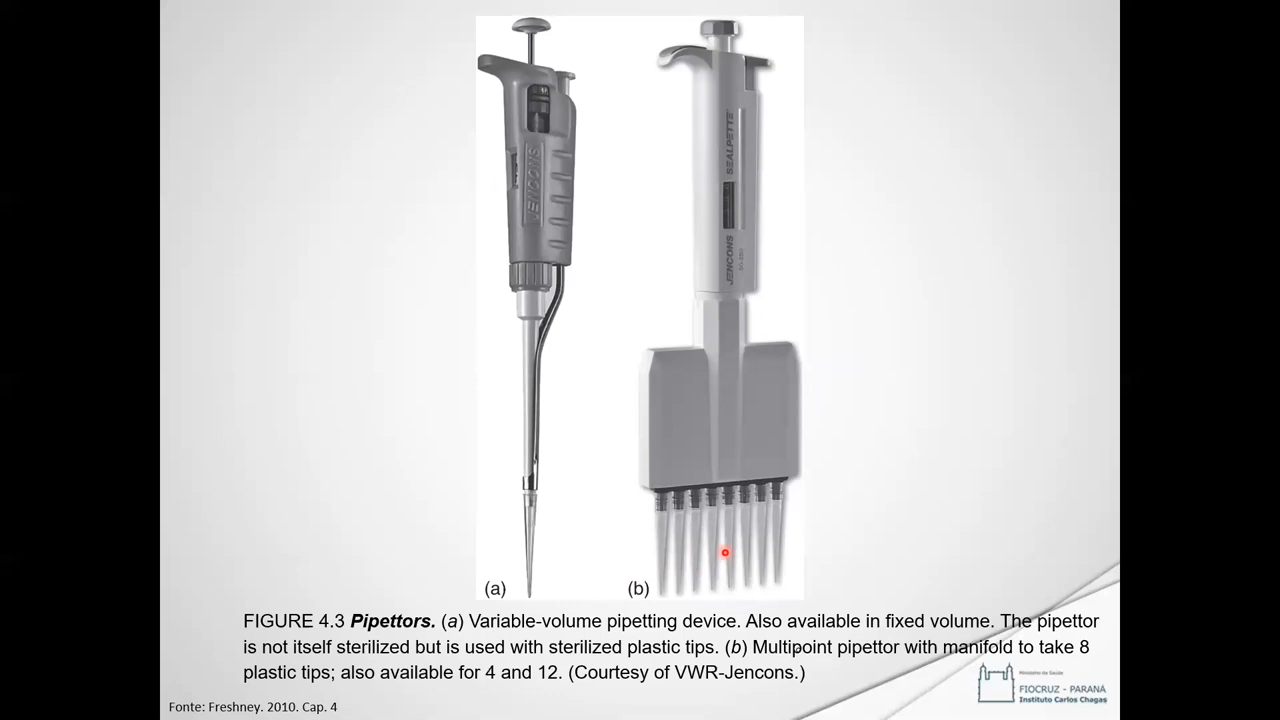 JENCONS
SEALPETTE
JENCONS
(a)
(b)
FIGURE 4.3 Pipettors. (a) Variable-volume pipetting device. Also available in fixed volume. The pipettor
is not itself sterilized but is used with sterilized plastic tips. (b) Multipoint pipettor with manifold to take 8
plastic tips; also available for 4 and 12. (Courtesy of VWR-Jencons.)
Ministério da Saúde
FIOCRUZ - PARANÁ
Instituto Carlos Chagas
Fonte: Freshney. 2010. Cap. 4